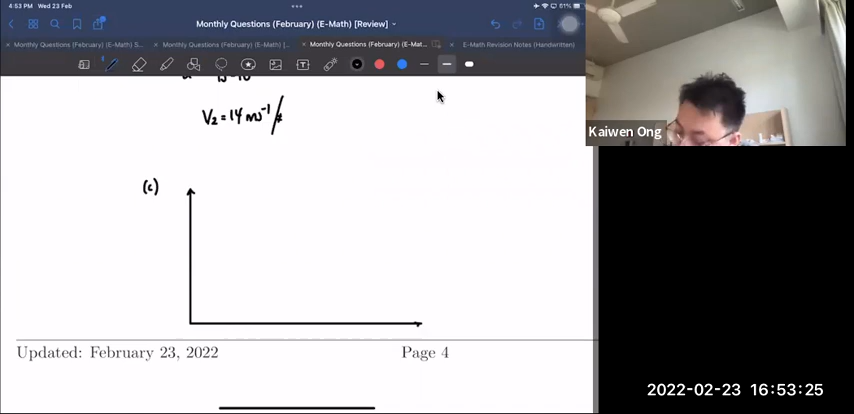 4:53 PM Wed 23 Feb
61%
Monthly Questions (February) (E-Math) [Review]
Monthly Questions (February) (E-Math) S...
Monthly Questions (February) (E-Math) [...
Monthly Questions (February) (E-Mat...
E-Math Revision Notes (Handwritten)
V₂ = 14 ms⁻¹
(c)
Updated: February 23, 2022
Page 4
Kaiwen Ong
2022-02-23 16:53:25